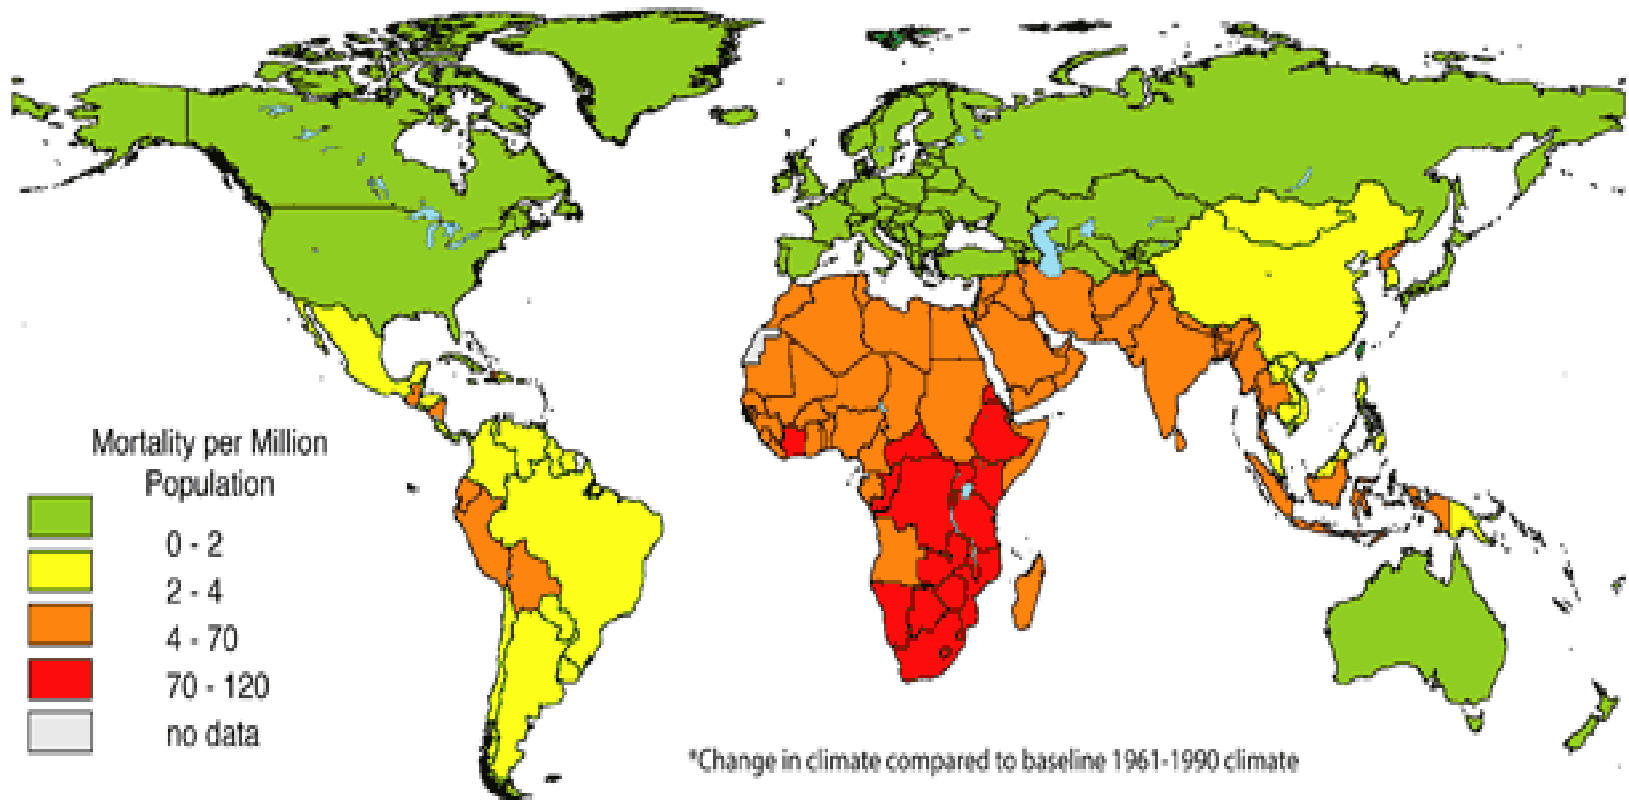 Mortality per Million
Population
0 - 2
2 - 4
4 - 70
70 - 120
no data
*Change in climate compared to baseline 1961-1990 climate